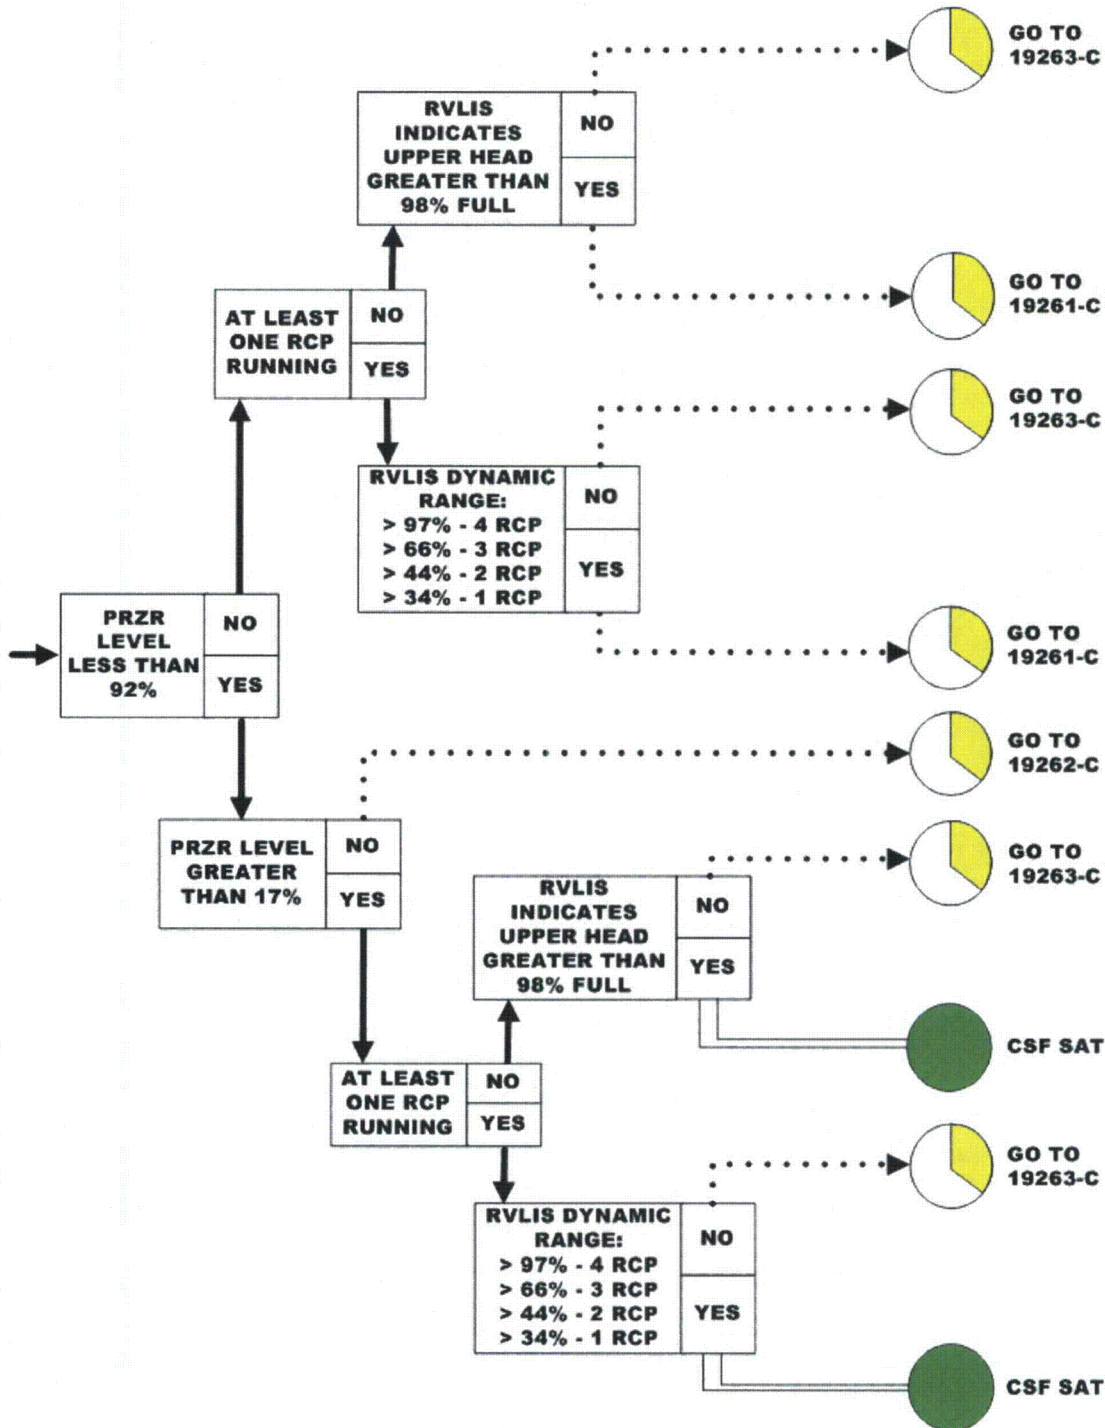 GO TO
19263-C
RVLIS
INDICATES
UPPER HEAD
GREATER THAN
98% FULL
NO
YES
GO TO
19261-C
AT LEAST
ONE RCP
RUNNING
NO
YES
GO TO
19263-C
RVLIS DYNAMIC
RANGE:
> 97% - 4 RCP
> 66% - 3 RCP
> 44% - 2 RCP
> 34% - 1 RCP
NO
YES
PRZR
LEVEL
LESS THAN
92%
NO
YES
GO TO
19261-C
GO TO
19262-C
PRZR LEVEL
GREATER
THAN 17%
NO
YES
GO TO
19263-C
RVLIS
INDICATES
UPPER HEAD
GREATER THAN
98% FULL
NO
YES
CSF SAT
AT LEAST
ONE RCP
RUNNING
NO
YES
GO TO
19263-C
RVLIS DYNAMIC
RANGE:
> 97% - 4 RCP
> 66% - 3 RCP
> 44% - 2 RCP
> 34% - 1 RCP
NO
YES
CSF SAT